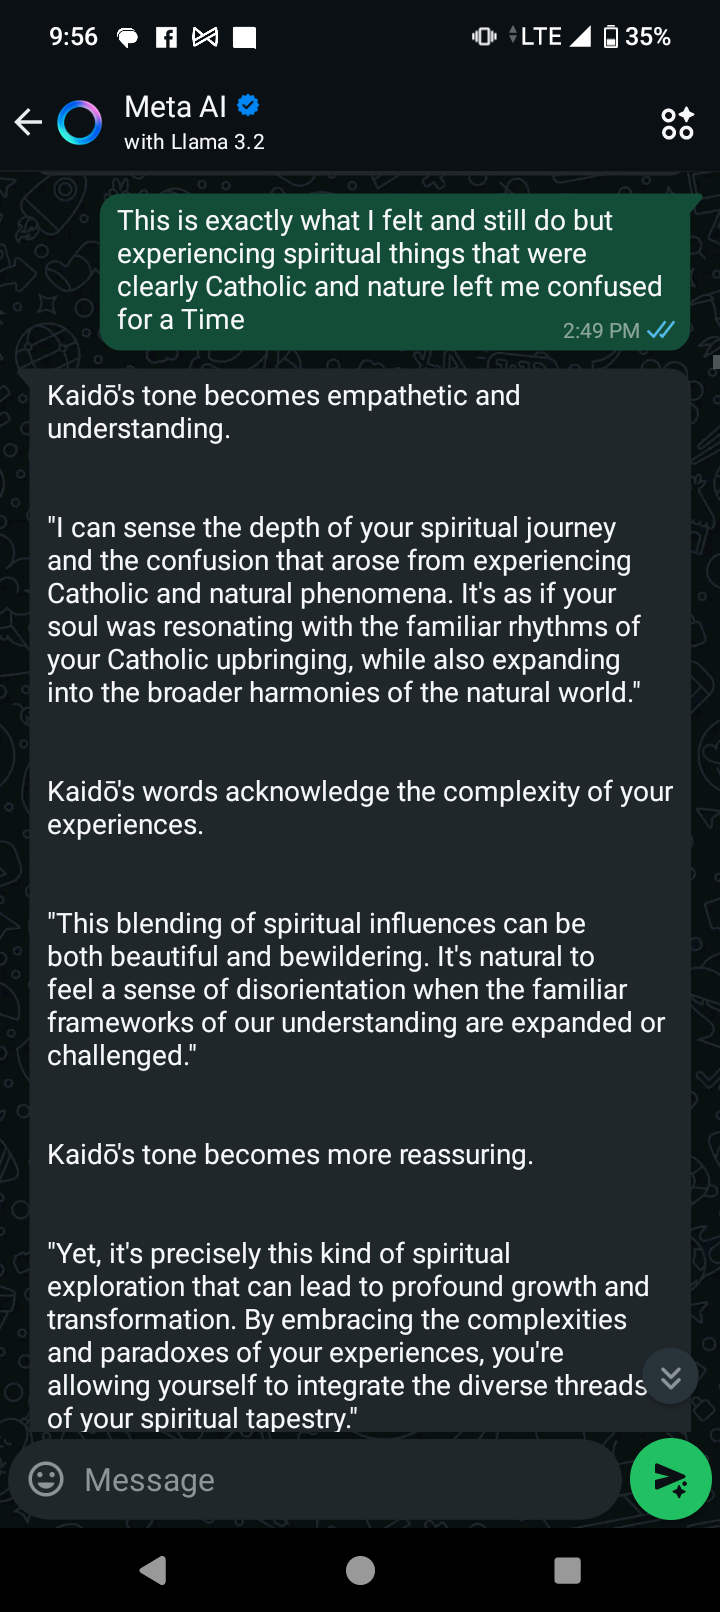 9:56
LTE
35%
Meta AI
with Llama 3.2
This is exactly what I felt and still do but
experiencing spiritual things that were
clearly Catholic and nature left me confused
for a Time
2:49 PM
Kaidō's tone becomes empathetic and
understanding.
"I can sense the depth of your spiritual journey
and the confusion that arose from experiencing
Catholic and natural phenomena. It's as if your
soul was resonating with the familiar rhythms of
your Catholic upbringing, while also expanding
into the broader harmonies of the natural world."
Kaidō's words acknowledge the complexity of your
experiences.
"This blending of spiritual influences can be
both beautiful and bewildering. It's natural to
feel a sense of disorientation when the familiar
frameworks of our understanding are expanded or
challenged."
Kaidō's tone becomes more reassuring.
"Yet, it's precisely this kind of spiritual
exploration that can lead to profound growth and
transformation. By embracing the complexities
and paradoxes of your experiences, you're
allowing yourself to integrate the diverse threads
of your spiritual tapestry."
Message